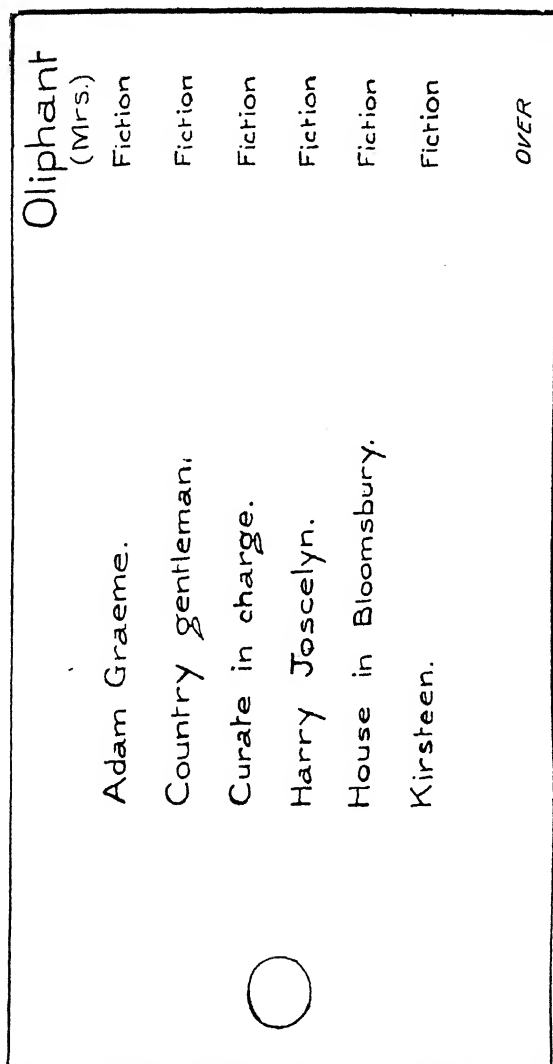 Oliphant
(Mrs.)
Adam Graeme. Fiction
Country gentleman. Fiction
Curate in charge. Fiction
Harry Joscelyn. Fiction
House in Bloomsbury. Fiction
Kirsteen. Fiction
OVER